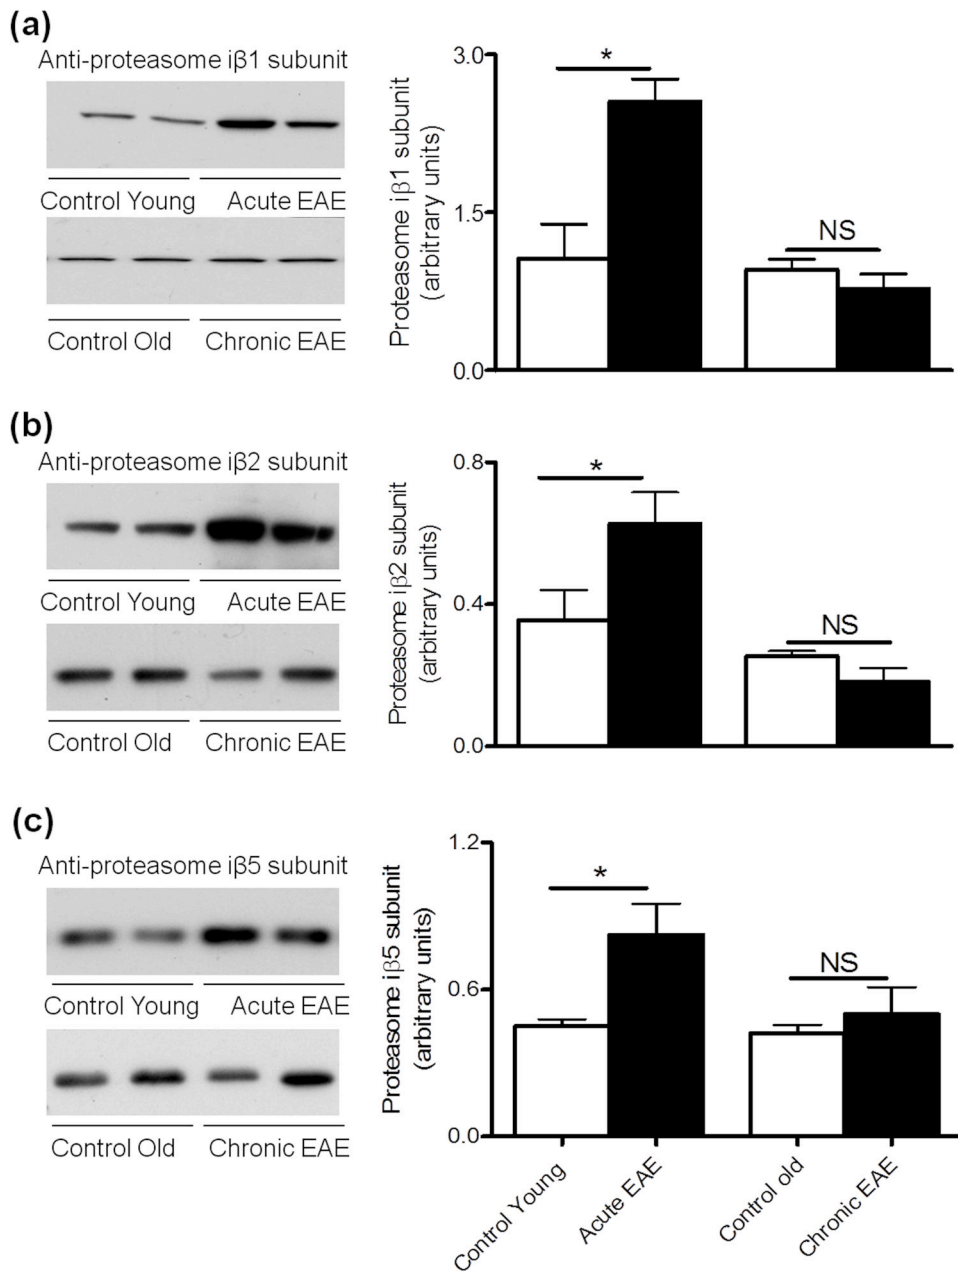 (a)
Anti-proteasome iβ1 subunit
Control Young Acute EAE
Control Old Chronic EAE
Proteasome iβ1 subunit
(arbitrary units)
3.0
1.5
0.0
*
NS
(b)
Anti-proteasome iβ2 subunit
Control Young Acute EAE
Control Old Chronic EAE
Proteasome iβ2 subunit
(arbitrary units)
0.8
0.4
0.0
*
NS
(c)
Anti-proteasome iβ5 subunit
Control Young Acute EAE
Control Old Chronic EAE
Proteasome iβ5 subunit
(arbitrary units)
1.2
0.6
0.0
*
NS
Control Young
Acute EAE
Control old
Chronic EAE